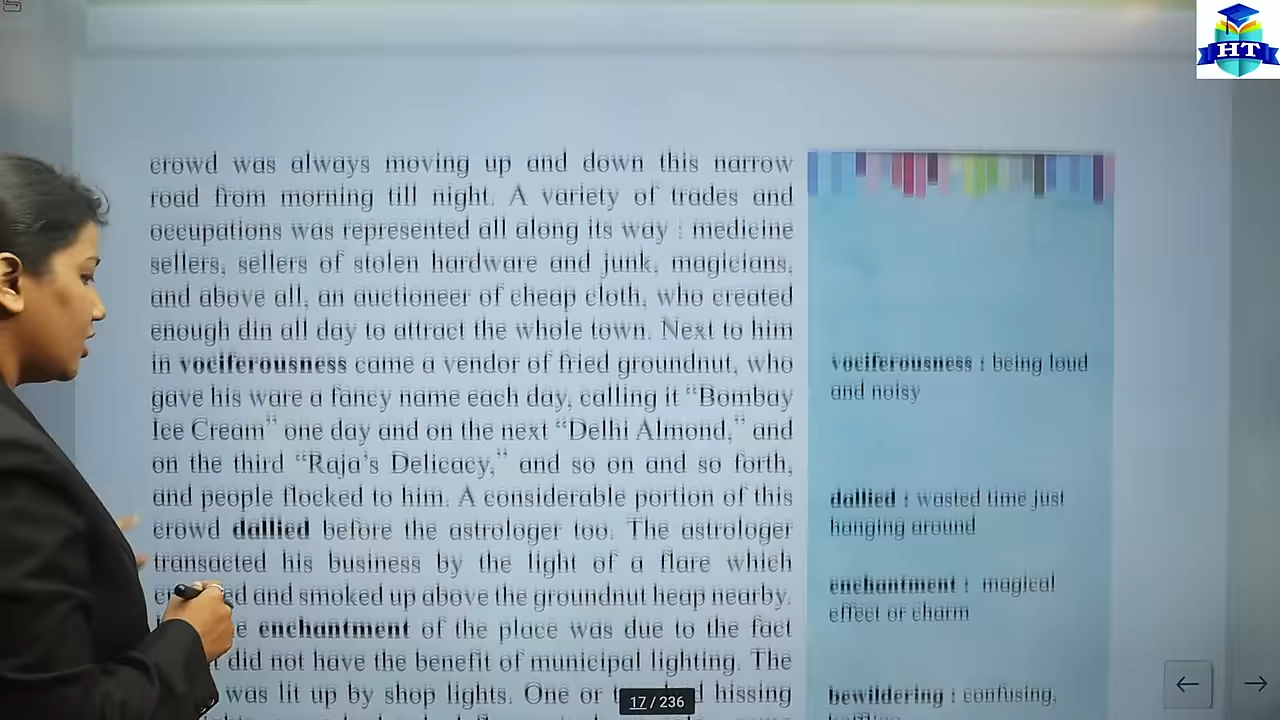 HT
crowd was always moving up and down this narrow
road from morning till night. A variety of trades and
occupations was represented all along its way : medicine
sellers, sellers of stolen hardware and junk, magicians,
and above all, an auctioneer of cheap cloth, who created
enough din all day to attract the whole town. Next to him
in vociferousness came a vendor of fried groundnut, who
gave his ware a fancy name each day, calling it “Bombay
Ice Cream” one day and on the next “Delhi Almond,” and
on the third “Raja’s Delicacy,” and so on and so forth,
and people flocked to him. A considerable portion of this
crowd dallied before the astrologer too. The astrologer
transacted his business by the light of a flare which
and smoked up above the groundnut heap nearby.
enchantment of the place was due to the fact
did not have the benefit of municipal lighting. The
was lit up by shop lights. One or hissing
vociferousness : being loud
and noisy
dallied : wasted time just
hanging around
enchantment : magical
effect or charm
bewildering : confusing,
17 / 236